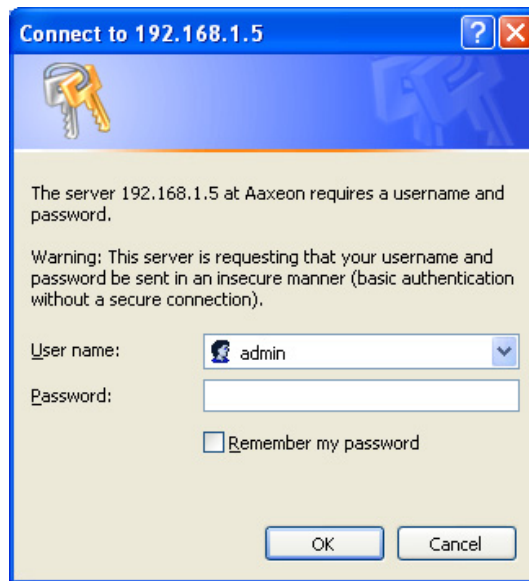 Connect to 192.168.1.5
The server 192.168.1.5 at Aaxeon requires a username and
password.
Warning: This server is requesting that your username and
password be sent in an insecure manner (basic authentication
without a secure connection).
User name:
admin
Password:
Remember my password
OK
Cancel